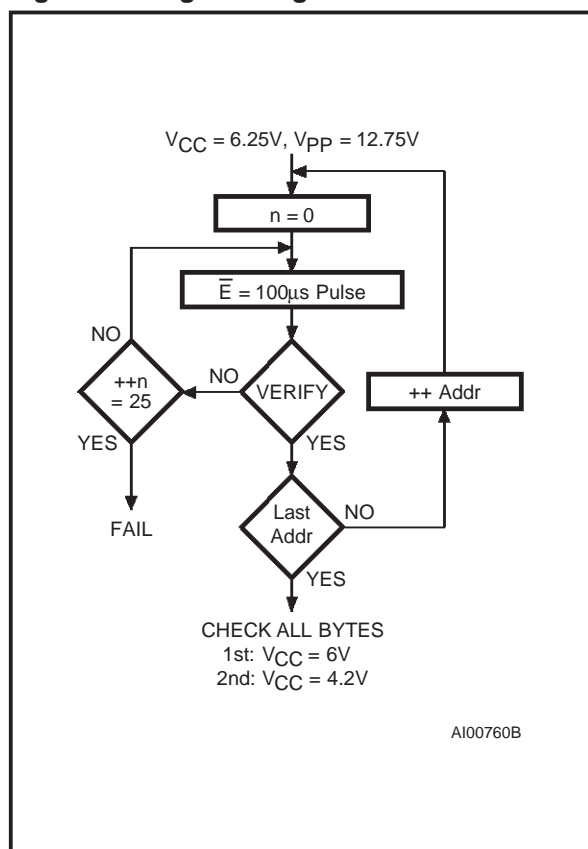 VCC = 6.25V, VPP = 12.75V
n = 0
E̅ = 100µs Pulse
NO
++n
= 25
NO
VERIFY
++ Addr
YES
YES
FAIL
Last
Addr
NO
YES
CHECK ALL BYTES
1st: VCC = 6V
2nd: VCC = 4.2V
AI00760B